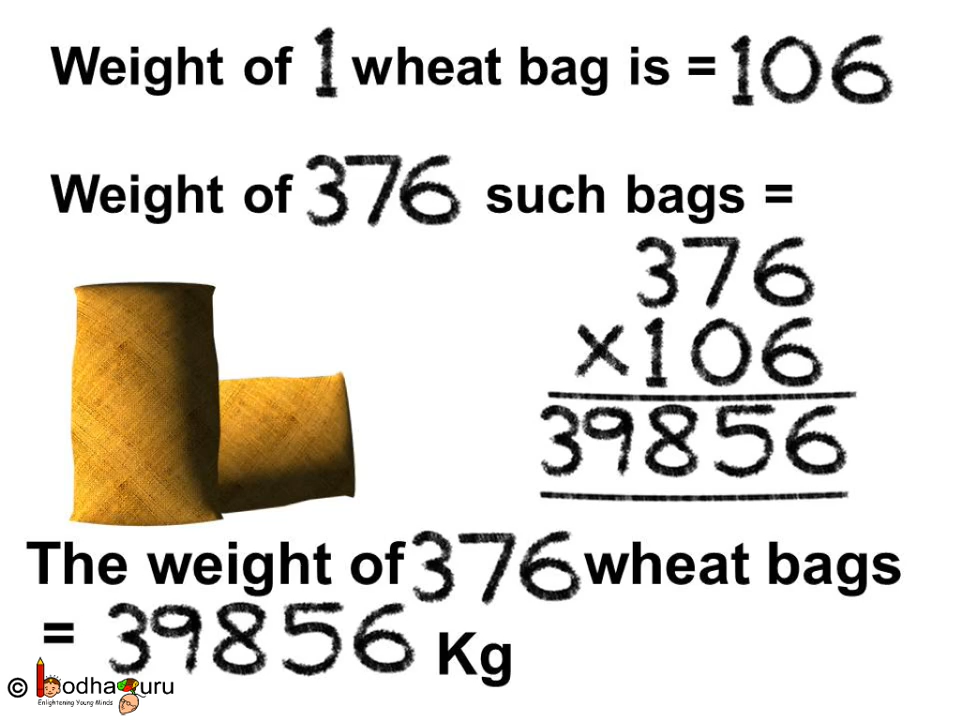 Weight of 1 wheat bag is = 106
Weight of 376 such bags =
376
×106
39856
The weight of 376 wheat bags
= 39856 Kg
© BodhaGuru
Enlightening Young Minds